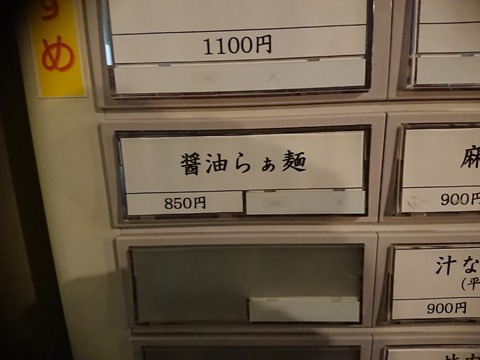 め
1100円
醤油らぁ麺
850円
麻
900円
汁な
(平
900円